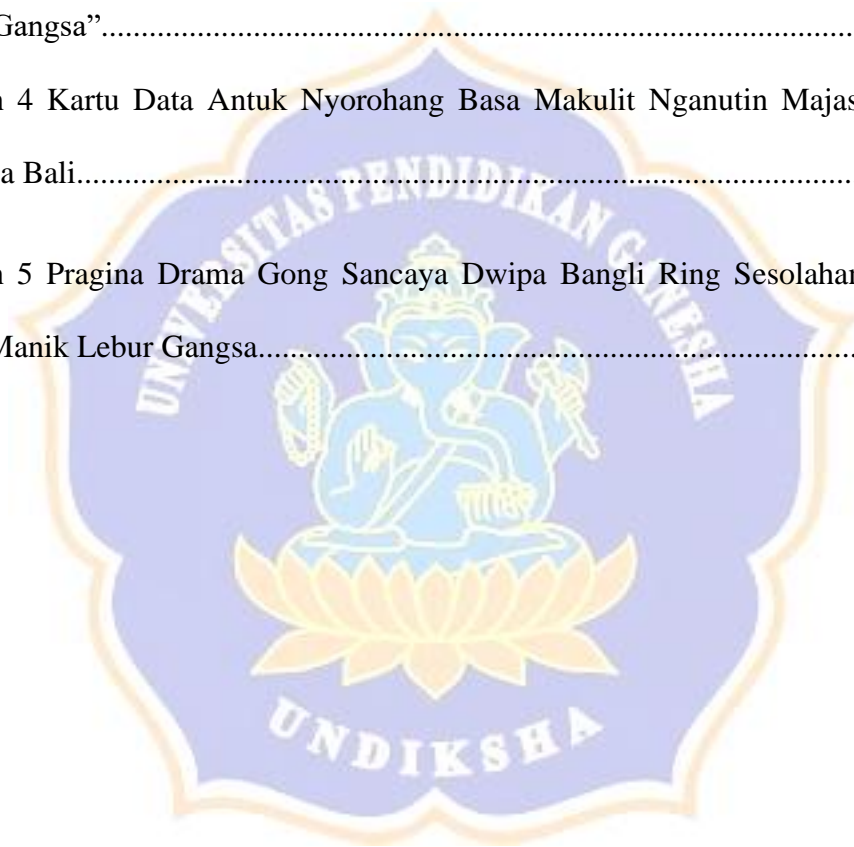 Gangsa”
4 Kartu Data Antuk Nyorohang Basa Makulit Nganutin Majas
a Bali
5 Pragina Drama Gong Sancaya Dwipa Bangli Ring Sesolahan
Manik Lebur Gangsa
UNIVERSITAS PENDIDIKAN GANESHA
UNDIKSHA